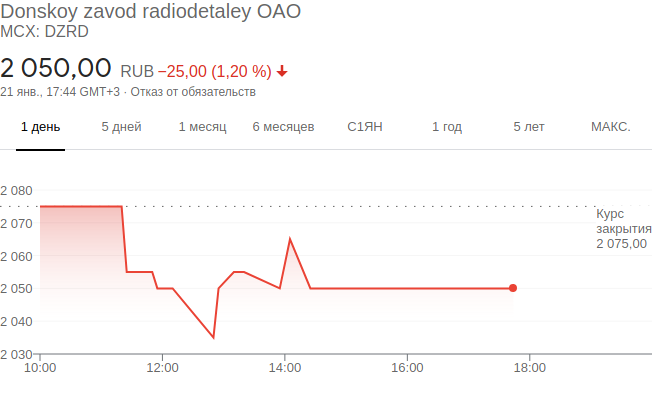 Donskoy zavod radiodetaley OAO
MCX: DZRD
2 050,00 RUB −25,00 (1,20 %)
21 янв., 17:44 GMT+3 · Отказ от обязательств
1 день 5 дней 1 месяц 6 месяцев С1ЯН 1 год 5 лет МАКС.
2 080
Курс
2 070
закрытия
2 075,00
2 060
2 050
2 040
2 030
10:00 12:00 14:00 16:00 18:00